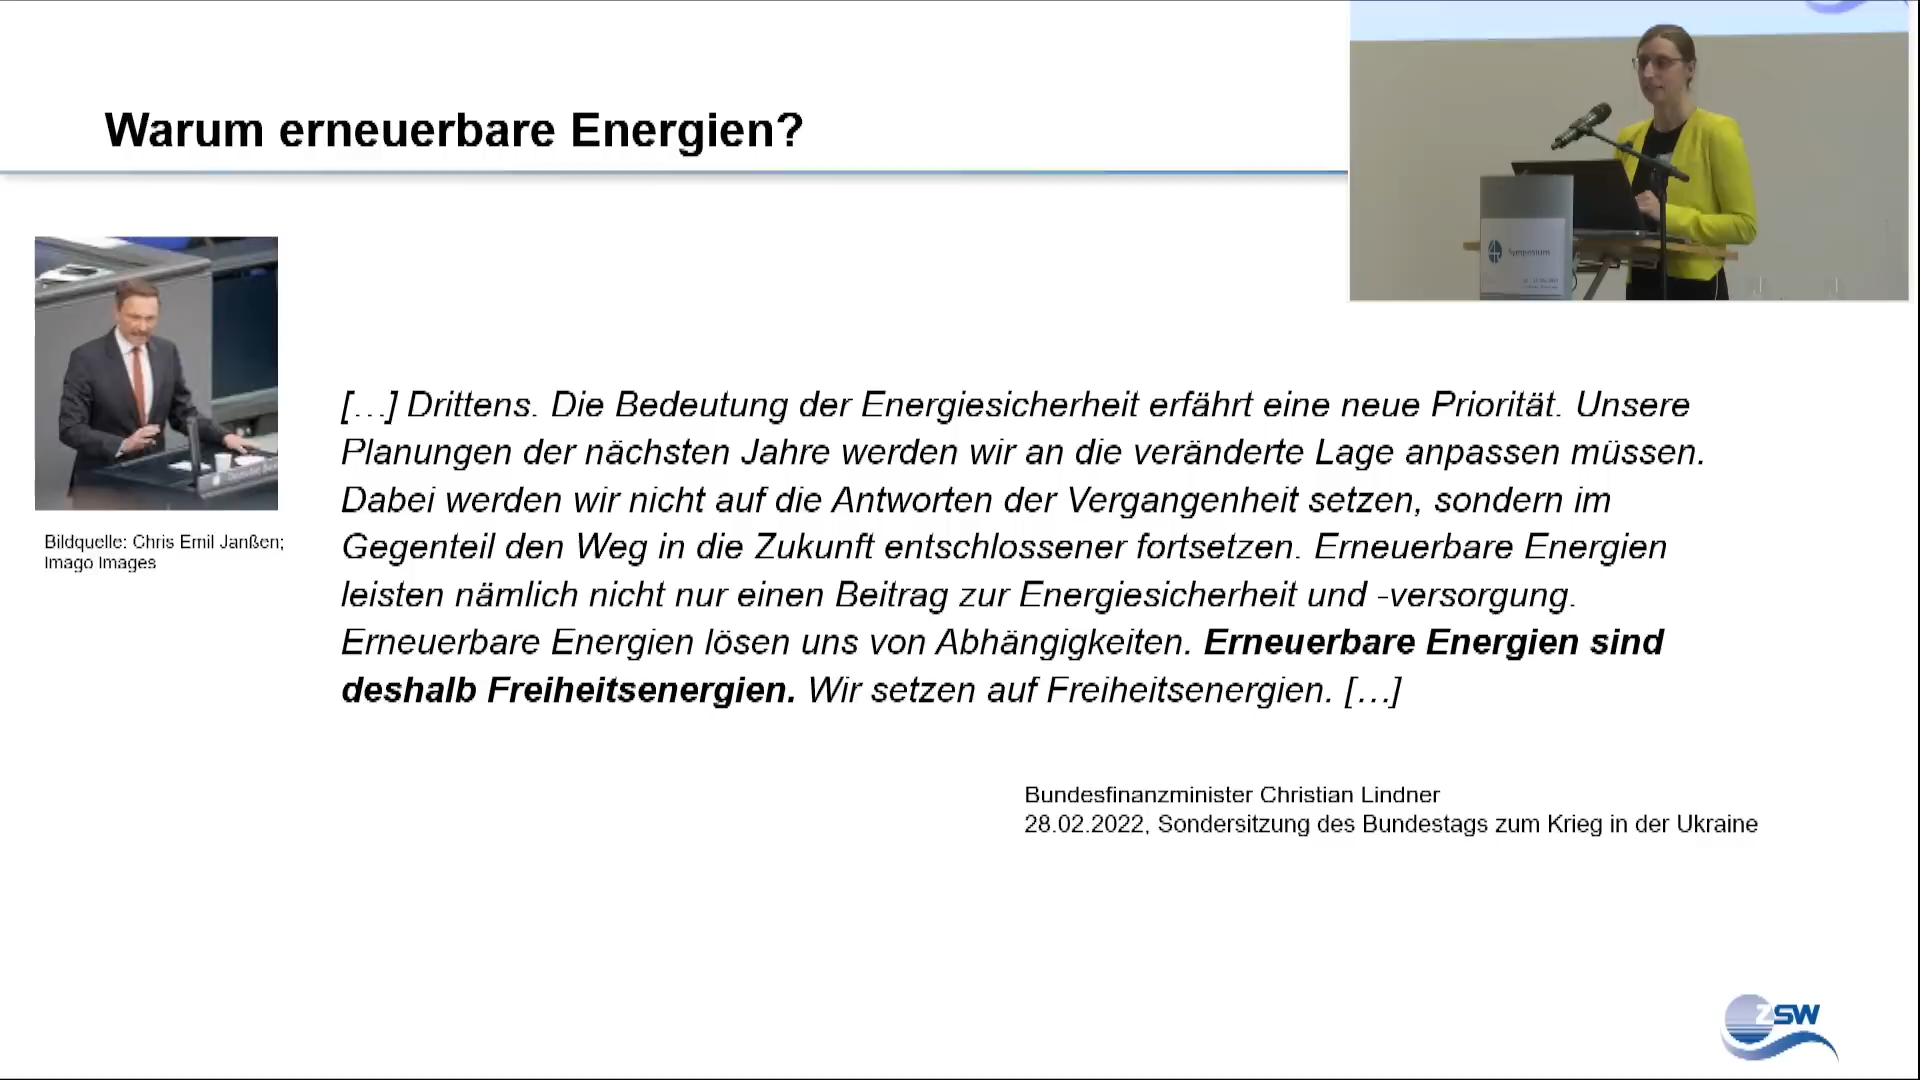 Warum erneuerbare Energien?
Symposium
Bildquelle: Chris Emil Janßen;
Imago Images
[…] Drittens. Die Bedeutung der Energiesicherheit erfährt eine neue Priorität. Unsere
Planungen der nächsten Jahre werden wir an die veränderte Lage anpassen müssen.
Dabei werden wir nicht auf die Antworten der Vergangenheit setzen, sondern im
Gegenteil den Weg in die Zukunft entschlossener fortsetzen. Erneuerbare Energien
leisten nämlich nicht nur einen Beitrag zur Energiesicherheit und -versorgung.
Erneuerbare Energien lösen uns von Abhängigkeiten. Erneuerbare Energien sind
deshalb Freiheitsenergien. Wir setzen auf Freiheitsenergien. […]
Bundesfinanzminister Christian Lindner
28.02.2022, Sondersitzung des Bundestags zum Krieg in der Ukraine
ZSW